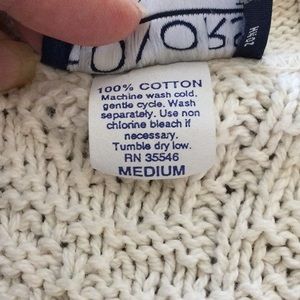 100% COTTON
Machine wash cold,
gentle cycle. Wash
separately. Use non
chlorine bleach if
necessary.
Tumble dry low.
RN 35546
MEDIUM